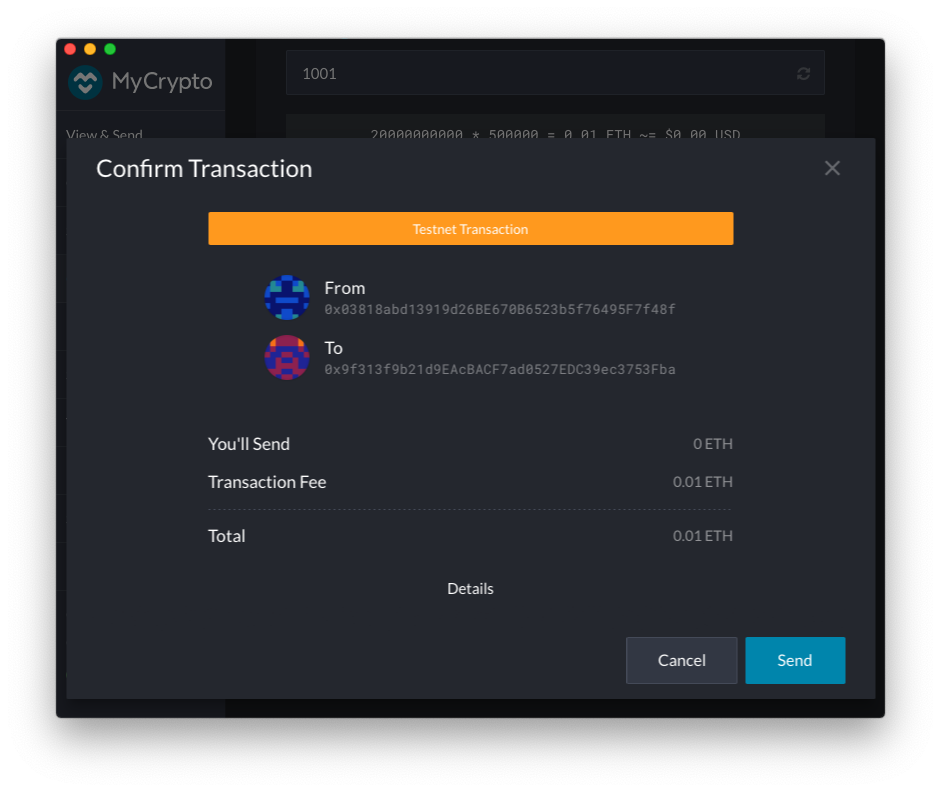 MyCrypto
1001
View & Send
20000000000 * 500000 = 0.01 ETH ~= $0.00 USD
Confirm Transaction
Testnet Transaction
From
0x03818abd13919d26BE670B6523b5f76495F7f48f
To
0x9f313f9b21d9EAcBACF7ad0527EDC39ec3753Fba
You'll Send 0 ETH
Transaction Fee 0.01 ETH
Total 0.01 ETH
Details
Cancel Send